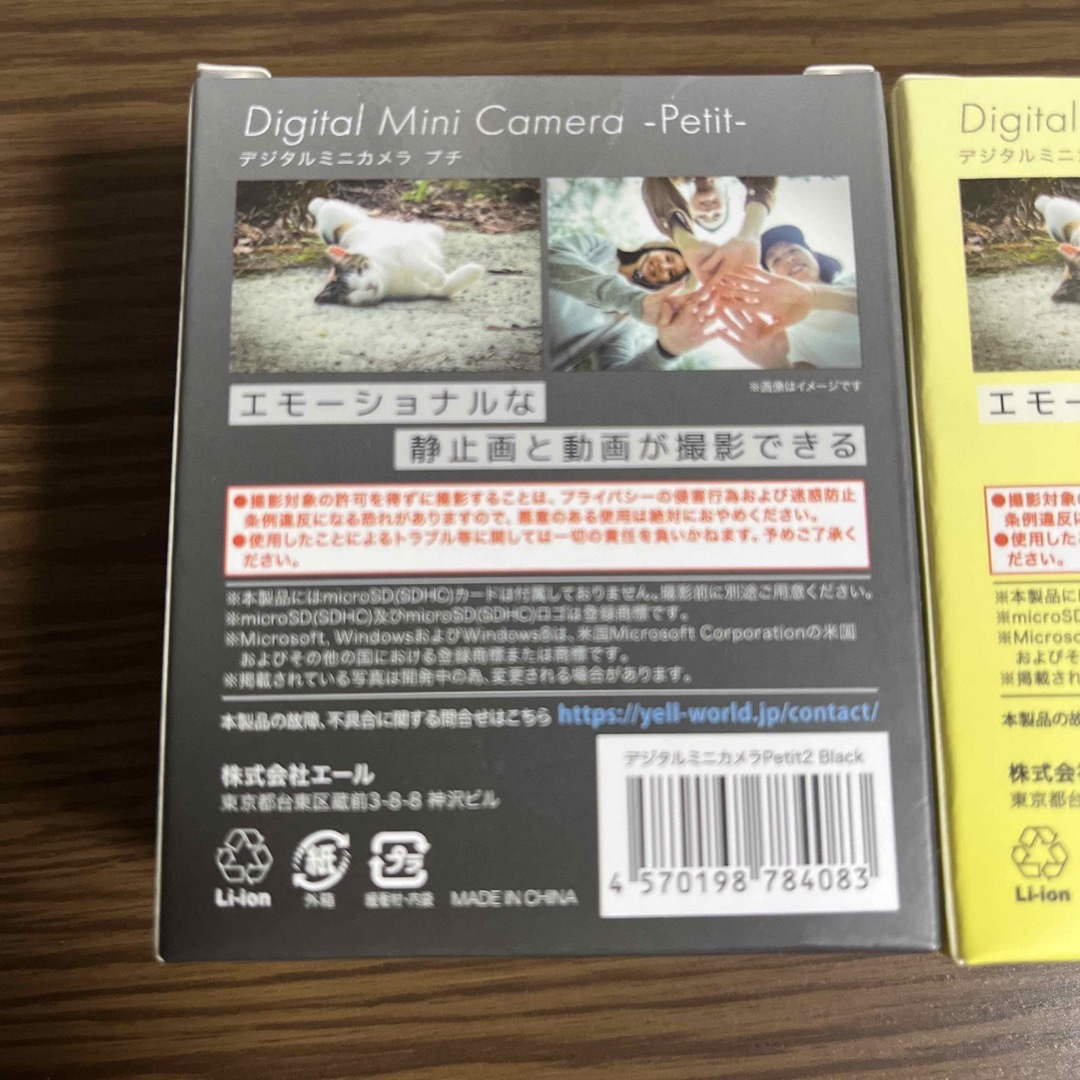 Digital Mini Camera -Petit-
デジタルミニカメラ プチ
※画像はイメージです
エモーショナルな
静止画と動画が撮影できる
●撮影対象の許可を得ずに撮影することは、プライバシーの侵害行為および迷惑防止
条例違反になる恐れがありますので、悪意のある使用は絶対におやめください。
●使用したことによるトラブル等に関しては一切の責任を負いかねます。予めご了承く
ださい。
※本製品にはmicroSD(SDHC)カードは付属しておりません。撮影前に別途ご用意ください。
※microSD(SDHC)及びmicroSD(SDHC)ロゴは登録商標です。
※Microsoft, WindowsおよびWindows®は、米国Microsoft Corporationの米国
およびその他の国における登録商標または商標です。
※掲載されている写真は開発中の為、変更される場合があります。
本製品の故障、不具合に関する問合せはこちら https://yell-world.jp/contact/
株式会社エール
東京都台東区蔵前3-8-8 神沢ビル
Li-ion
紙
外箱
プラ
緩衝材・内袋
MADE IN CHINA
デジタルミニカメラPetit2 Black
4 570198 784083
Digital
デジタルミニ
エモー
●撮影対象の
条例違反に
●使用したこ
ださい。
※本製品には
※microSD
※Microso
およびその
※掲載され
本製品の故
株式会社
東京都台
Li-ion